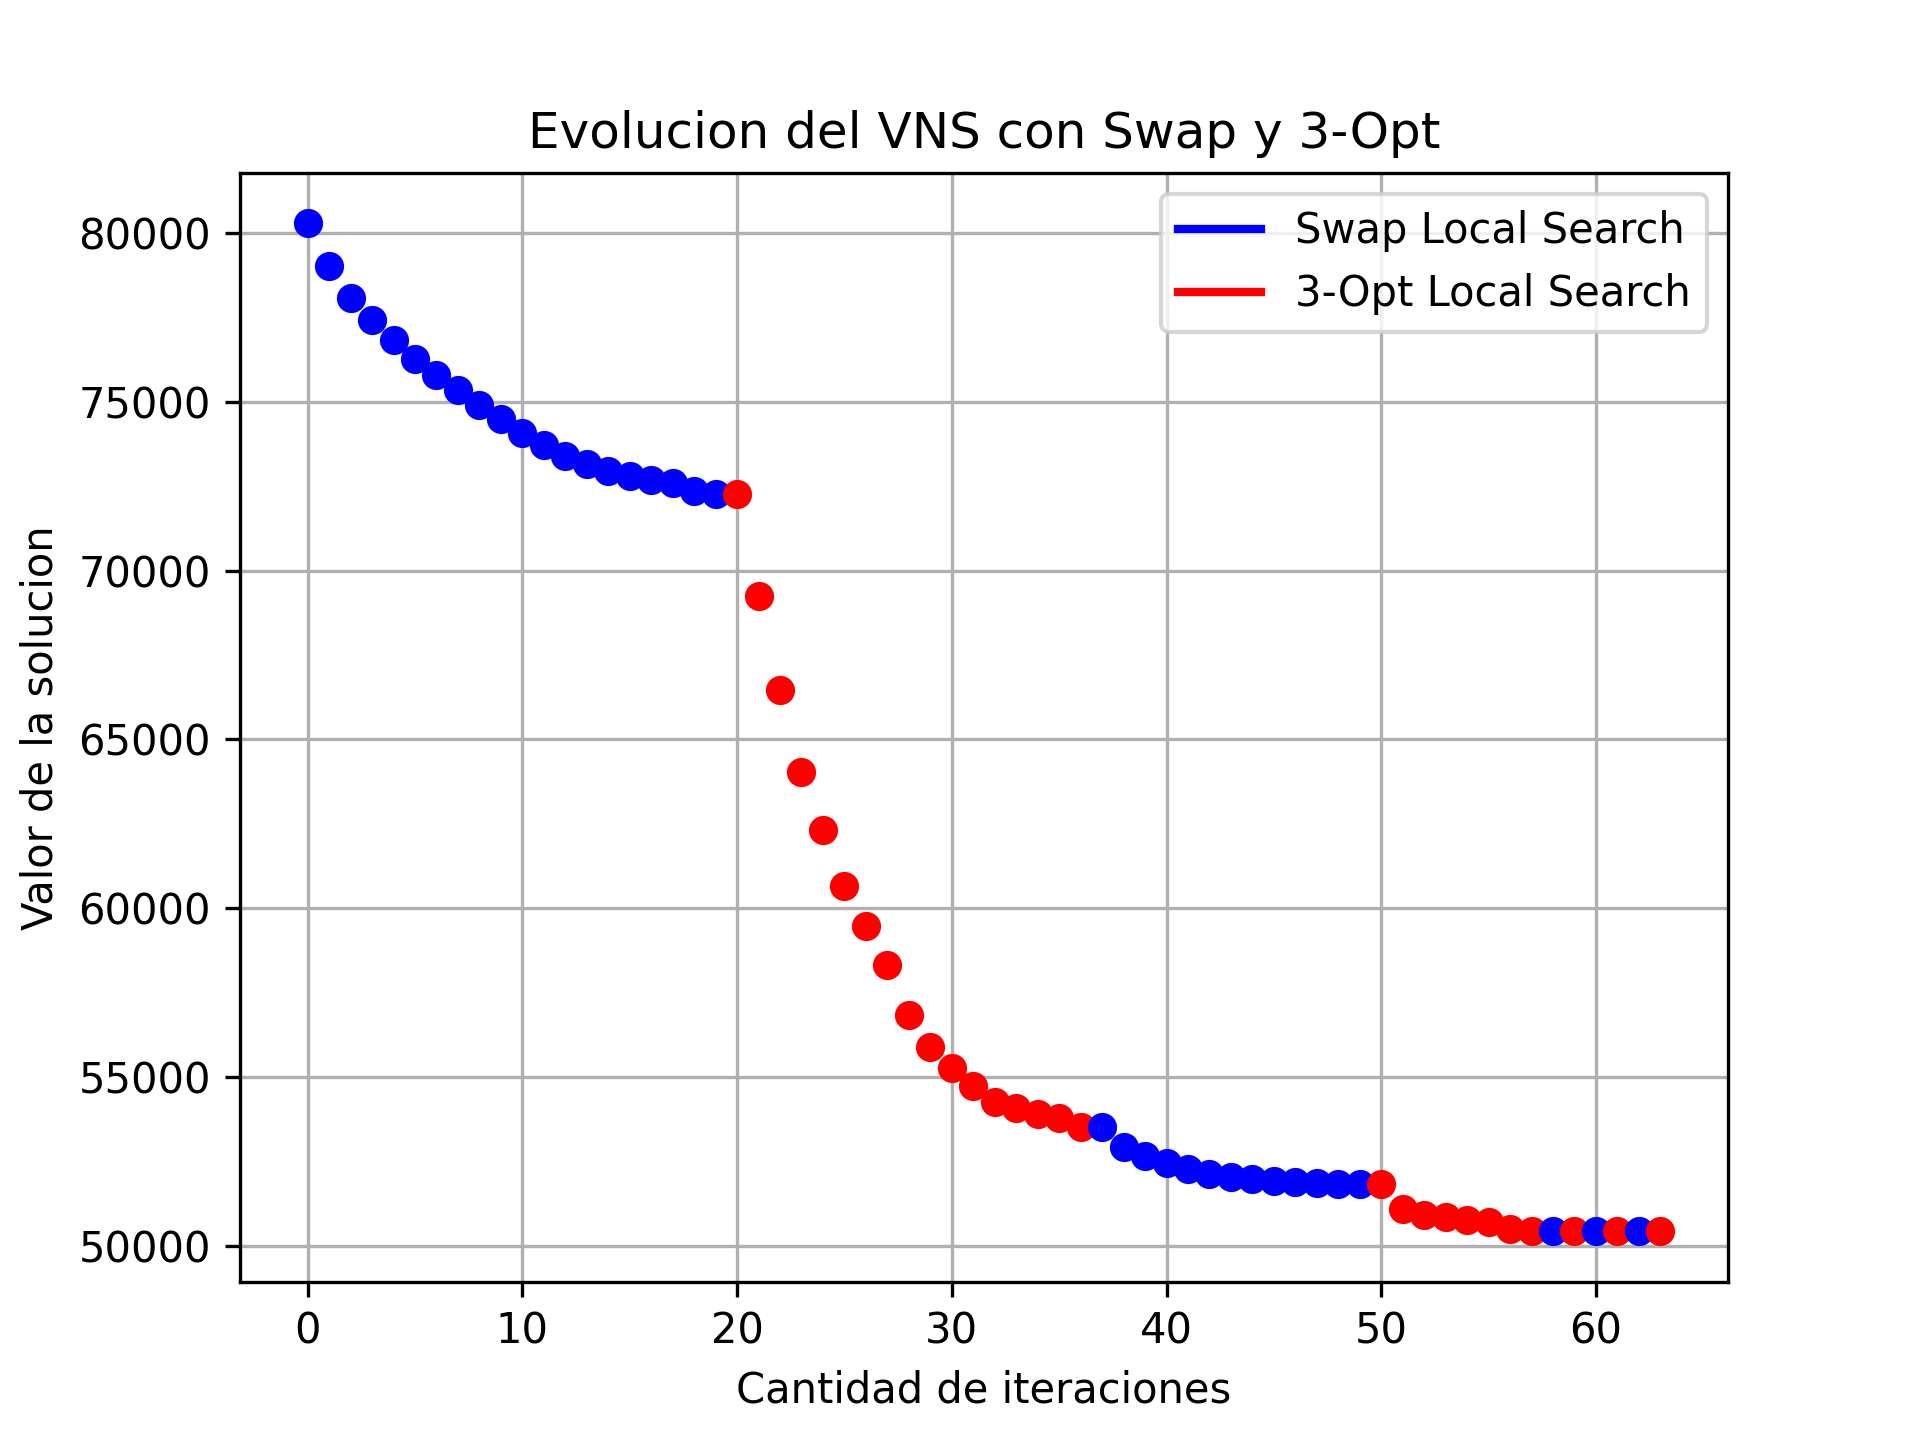 Evolucion del VNS con Swap y 3-Opt
Swap Local Search
3-Opt Local Search
Valor de la solucion
80000
75000
70000
65000
60000
55000
50000
0 10 20 30 40 50 60
Cantidad de iteraciones